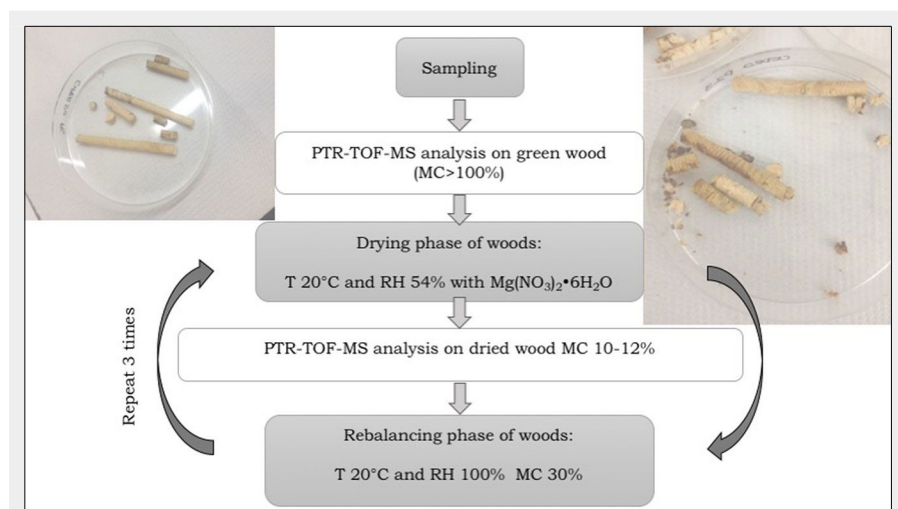 Sampling
PTR-TOF-MS analysis on green wood
(MC>100%)
Drying phase of woods:
T 20°C and RH 54% with Mg(NO₃)₂•6H₂O
PTR-TOF-MS analysis on dried wood MC 10-12%
Rebalancing phase of woods:
T 20°C and RH 100% MC 30%
Repeat 3 times